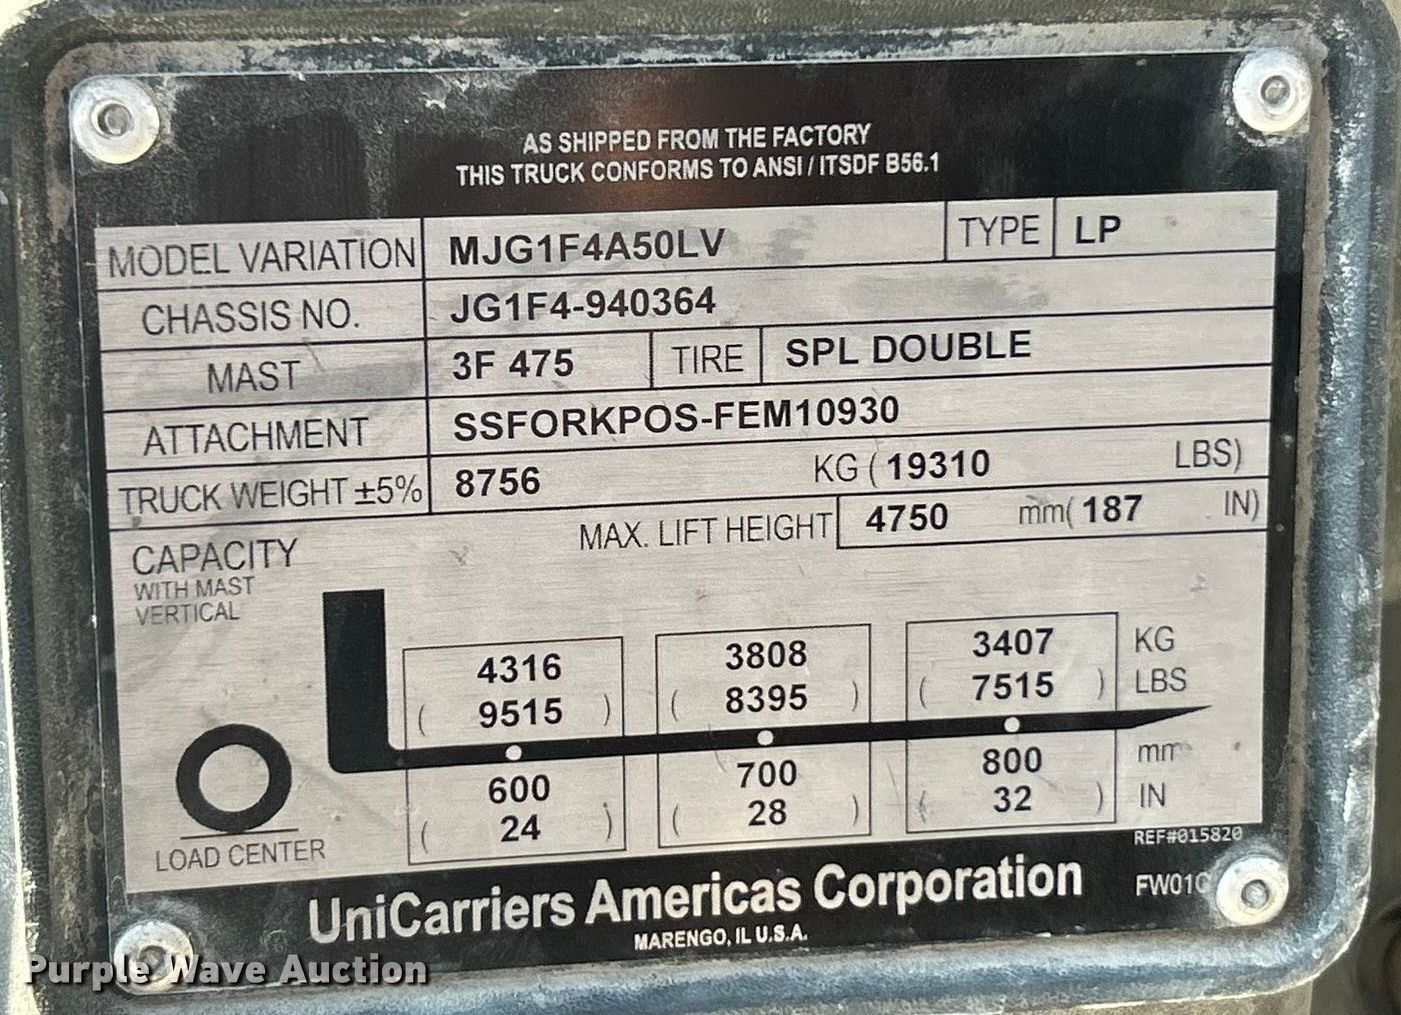 AS SHIPPED FROM THE FACTORY
THIS TRUCK CONFORMS TO ANSI / ITSDF B56.1
MODEL VARIATION MJG1F4A50LV TYPE LP
CHASSIS NO. JG1F4-940364
MAST 3F 475 TIRE SPL DOUBLE
ATTACHMENT SSFORKPOS-FEM10930
TRUCK WEIGHT ±5% 8756 KG ( 19310 LBS)
MAX. LIFT HEIGHT 4750 mm( 187 IN)
CAPACITY
WITH MAST
VERTICAL
4316 3808 3407 KG
( 9515 ) ( 8395 ) ( 7515 ) LBS
600 700 800 mm
( 24 ) ( 28 ) ( 32 ) IN
LOAD CENTER
REF#015820
UniCarriers Americas Corporation
FW01C
MARENGO, IL U.S.A.
Purple Wave Auction